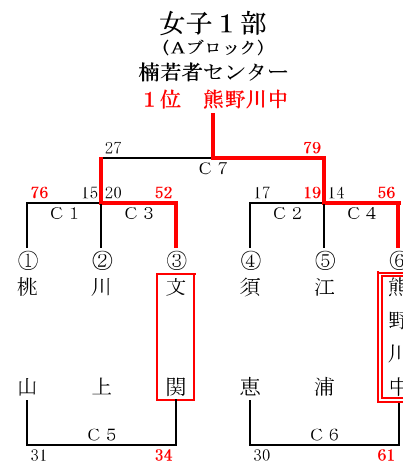 女子１部
（Ａブロック）
楠若者センター
１位　熊野川中
27 79
Ｃ７
76 15 20 52 17 19 14 56
Ｃ１ Ｃ３ Ｃ２ Ｃ４
① ② ③ ④ ⑤ ⑥
桃山 川上 文関 須恵 江浦 熊野川中
Ｃ５ Ｃ６
31 34 30 61